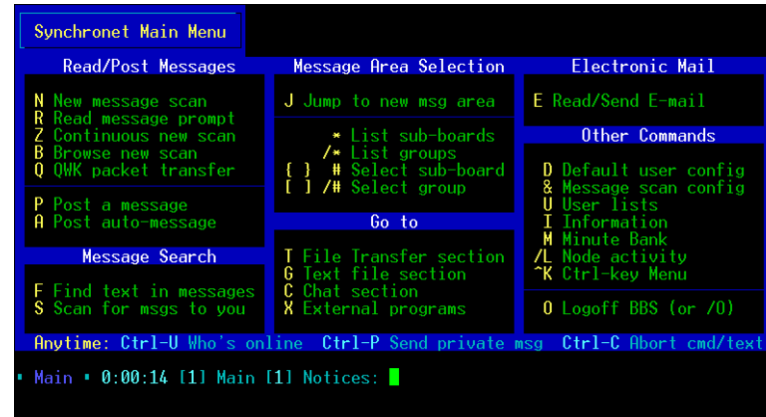 Synchronet Main Menu
Read/Post Messages
N New message scan
R Read message prompt
Z Continuous new scan
B Browse new scan
Q QWK packet transfer
P Post a message
A Post auto-message
Message Search
F Find text in messages
S Scan for msgs to you
Message Area Selection
J Jump to new msg area
* List sub-boards
/* List groups
{ } # Select sub-board
[ ] /# Select group
Go to
T File Transfer section
G Text file section
C Chat section
X External programs
Electronic Mail
E Read/Send E-mail
Other Commands
D Default user config
& Message scan config
U User lists
I Information
M Minute Bank
/L Node activity
^K Ctrl-key Menu
O Logoff BBS (or /O)
Anytime: Ctrl-U Who's online Ctrl-P Send private msg Ctrl-C Abort cmd/text
▪ Main ▪ 0:00:14 [1] Main [1] Notices: